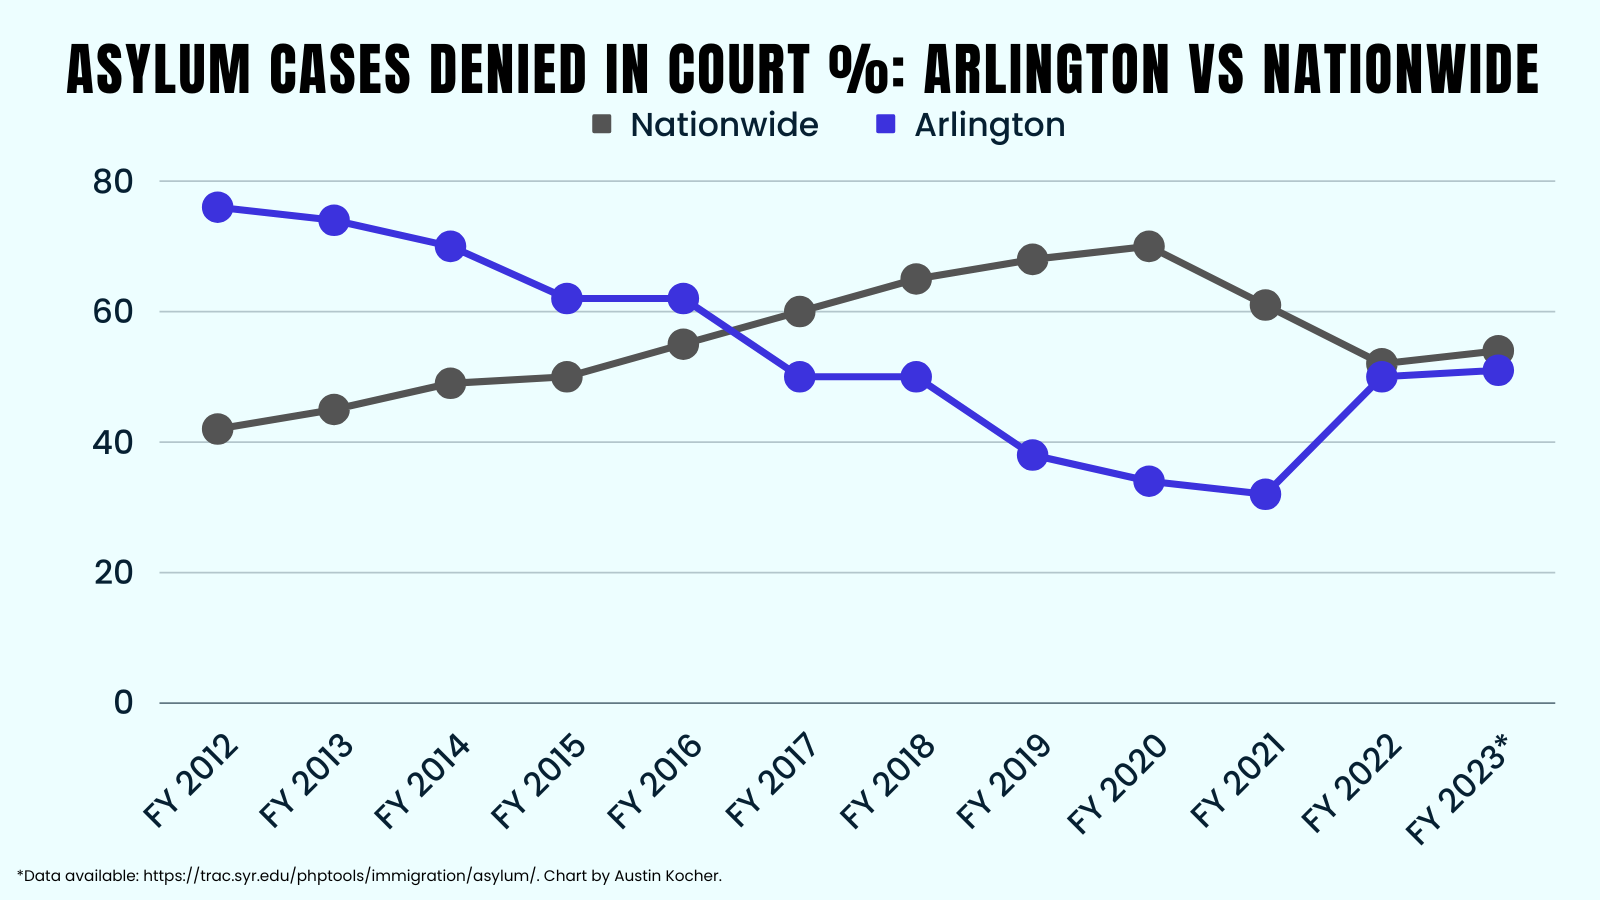 ASYLUM CASES DENIED IN COURT %: ARLINGTON VS NATIONWIDE
Nationwide Arlington
80
60
40
20
0
FY 2012 FY 2013 FY 2014 FY 2015 FY 2016 FY 2017 FY 2018 FY 2019 FY 2020 FY 2021 FY 2022 FY 2023*
*Data available: https://trac.syr.edu/phptools/immigration/asylum/. Chart by Austin Kocher.